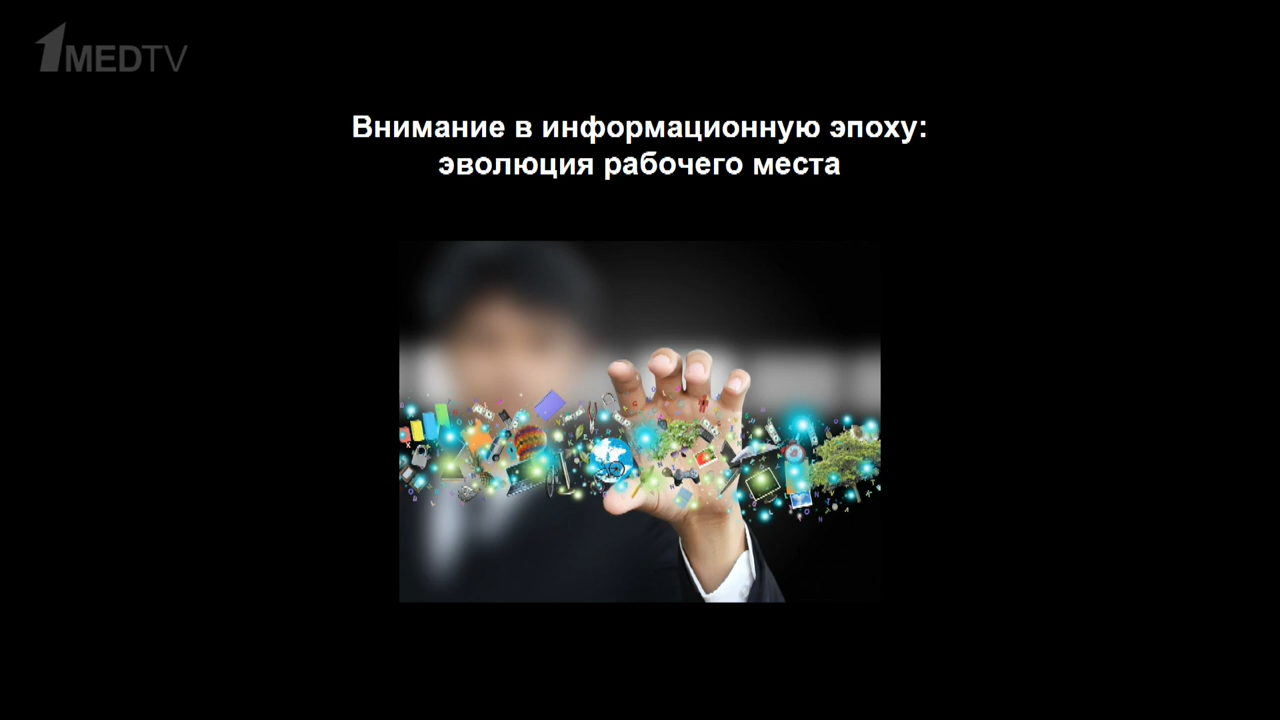 1MEDTV
Внимание в информационную эпоху:
эволюция рабочего места